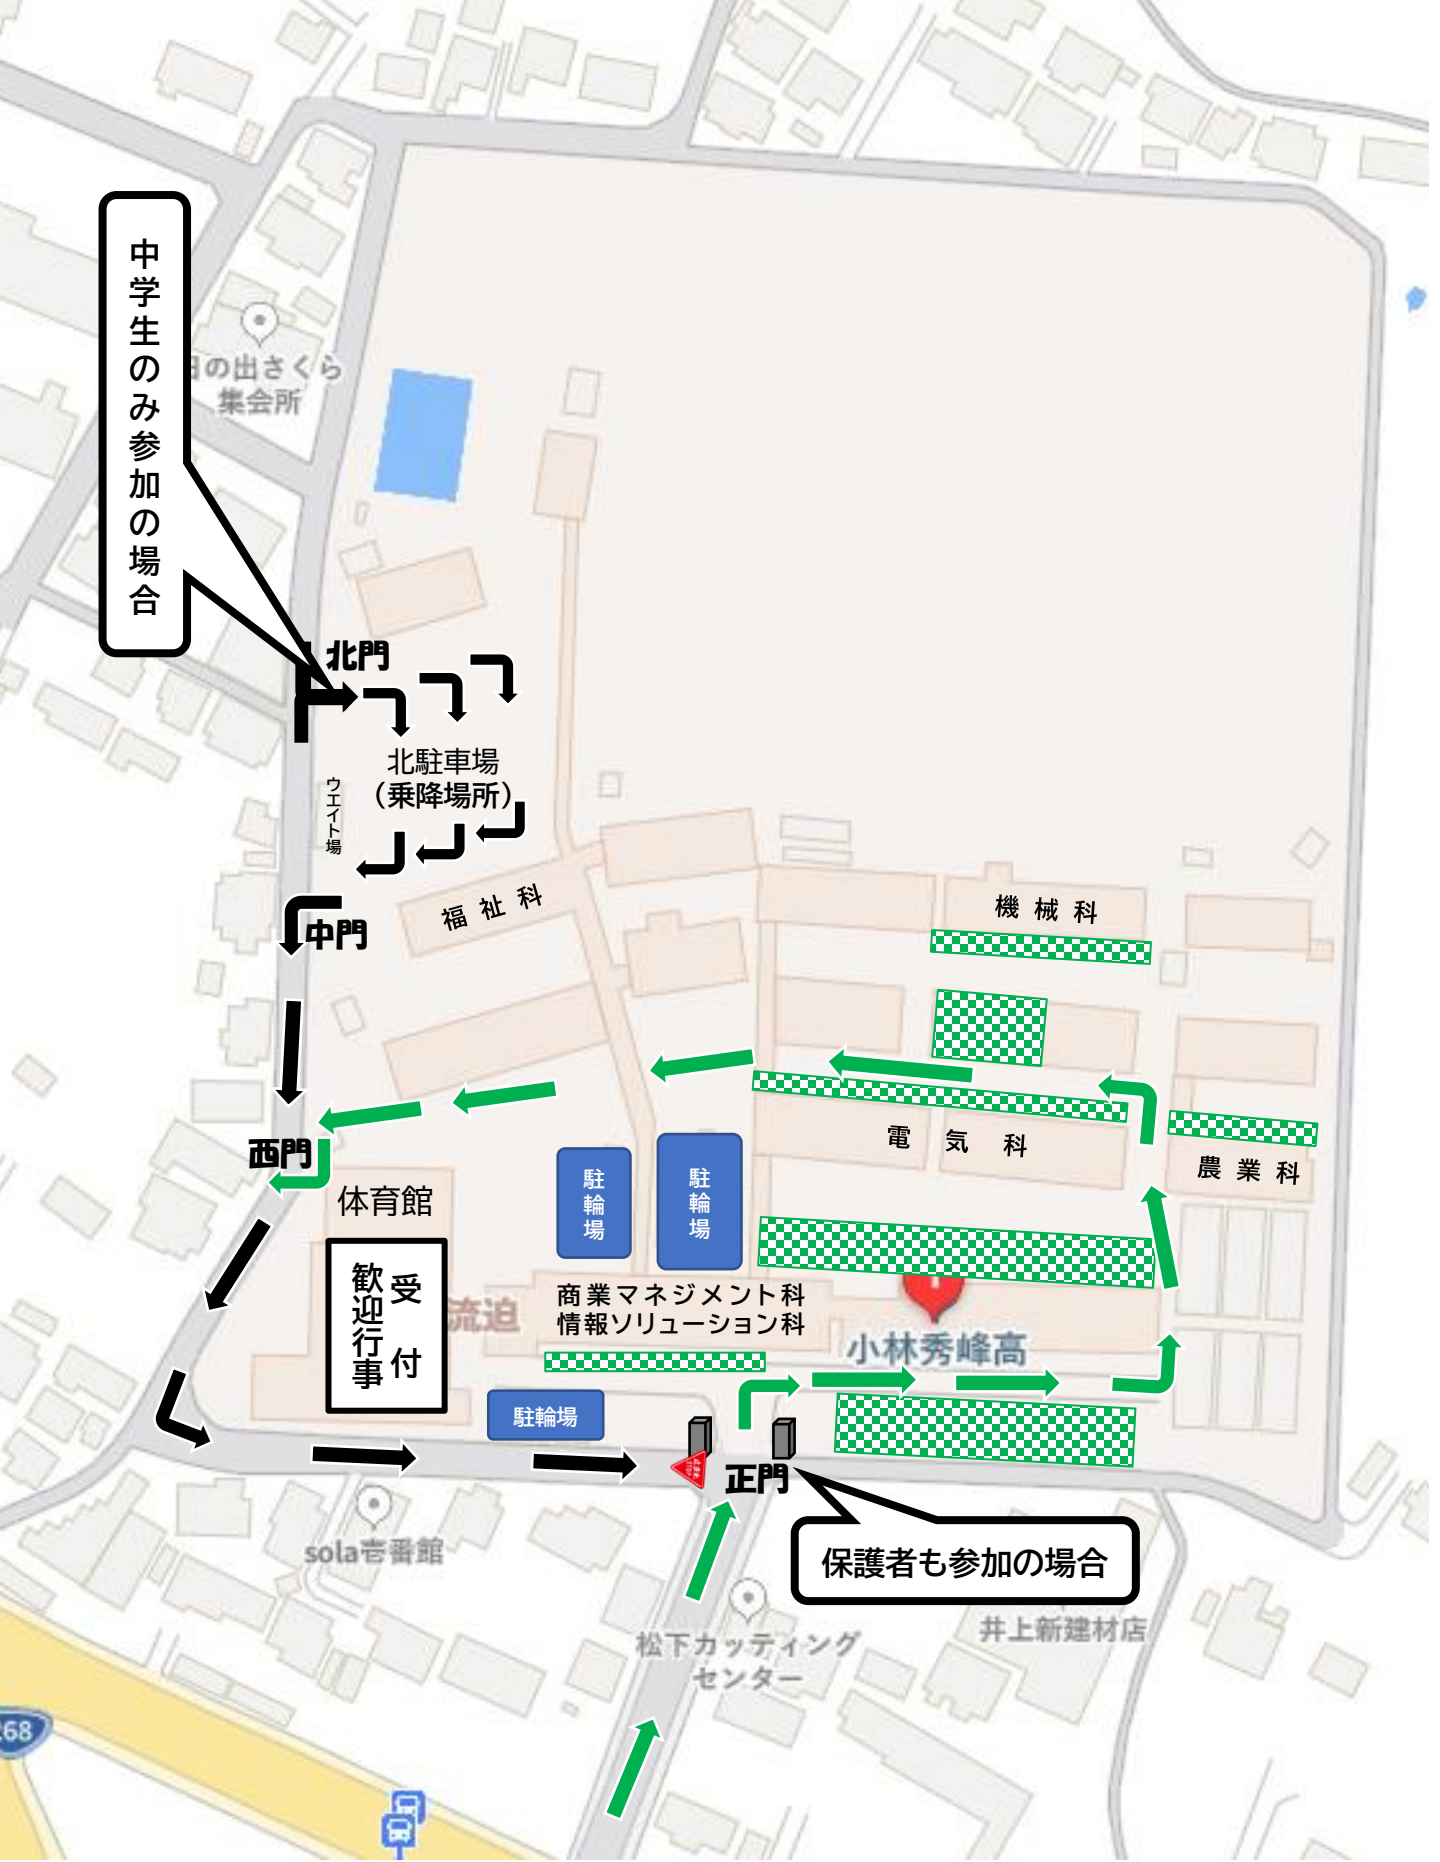 中学生のみ参加の場合
日の出さくら
集会所
北門
北駐車場
(乗降場所)
ウエイト場
中門
福祉科
機械科
電気科
農業科
西門
体育館
受付
歓迎行事
駐輪場
駐輪場
流迫
商業マネジメント科
情報ソリューション科
小林秀峰高
駐輪場
正門
保護者も参加の場合
sola壱番館
松下カッティング
センター
井上新建材店
268